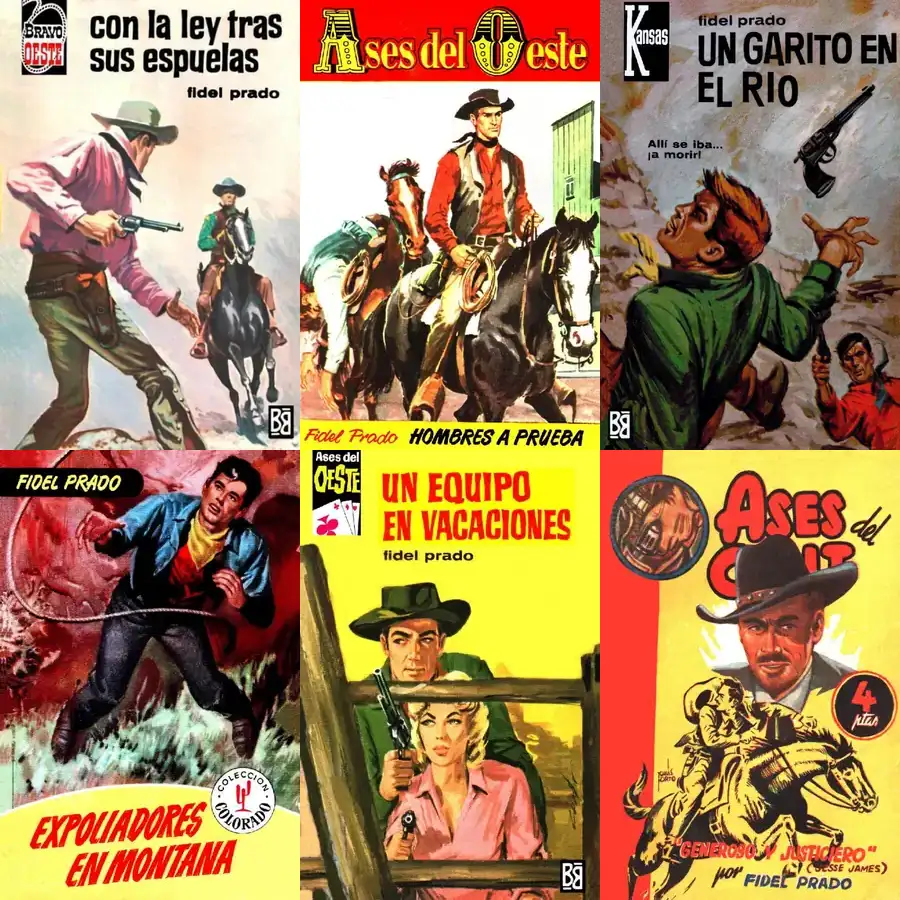 BRAVO
OESTE
con la ley tras
sus espuelas
fidel prado
BB
Ases del Oeste
Fidel Prado HOMBRES A PRUEBA
Kansas
fidel prado
UN GARITO EN
EL RIO
Allí se iba...
¡a morir!
BB
FIDEL PRADO
COLECCION
COLORADO
EXPOLIADORES
EN MONTANA
Ases del
OESTE
UN EQUIPO
EN VACACIONES
fidel prado
BB
ASES del
4
ptas
"GENEROSO Y JUSTICIERO"
(JESSE JAMES)
por FIDEL PRADO